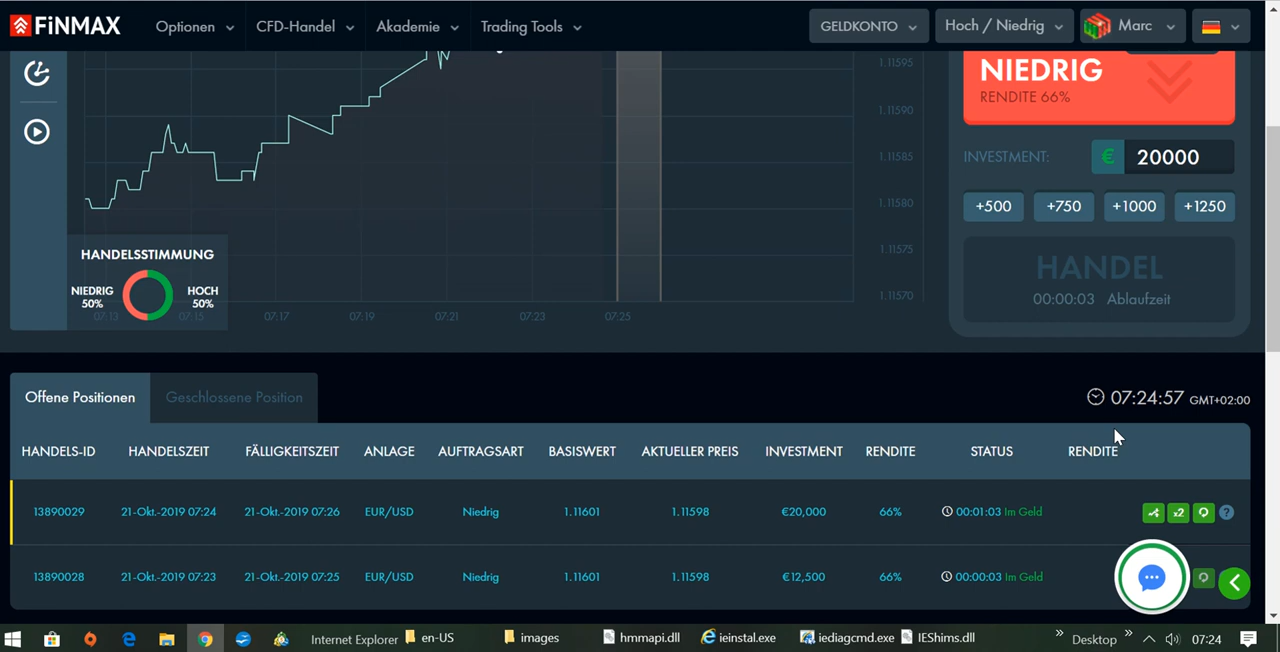 FiNMAX Optionen CFD-Handel Akademie Trading Tools GELDKONTO Hoch / Niedrig Marc
1.11595
1.11590
1.11585
1.11580
1.11575
1.11570
NIEDRIG
RENDITE 66%
INVESTMENT: € 20000
+500 +750 +1000 +1250
HANDEL
00:00:03 Ablaufzeit
HANDELSSTIMMUNG
NIEDRIG 50% HOCH 50%
07:13 07:15 07:17 07:19 07:21 07:23 07:25
Offene Positionen Geschlossene Position 07:24:57 GMT+02:00
HANDELS-ID HANDELSZEIT FÄLLIGKEITSZEIT ANLAGE AUFTRAGSART BASISWERT AKTUELLER PREIS INVESTMENT RENDITE STATUS RENDITE
13890029 21-Okt.-2019 07:24 21-Okt.-2019 07:26 EUR/USD Niedrig 1.11601 1.11598 €20,000 66% 00:01:03 Im Geld x2 ?
13890028 21-Okt.-2019 07:23 21-Okt.-2019 07:25 EUR/USD Niedrig 1.11601 1.11598 €12,500 66% 00:00:03 Im Geld
Internet Explorer en-US images hmmapi.dll ieinstal.exe iediagcmd.exe IEShims.dll Desktop 07:24